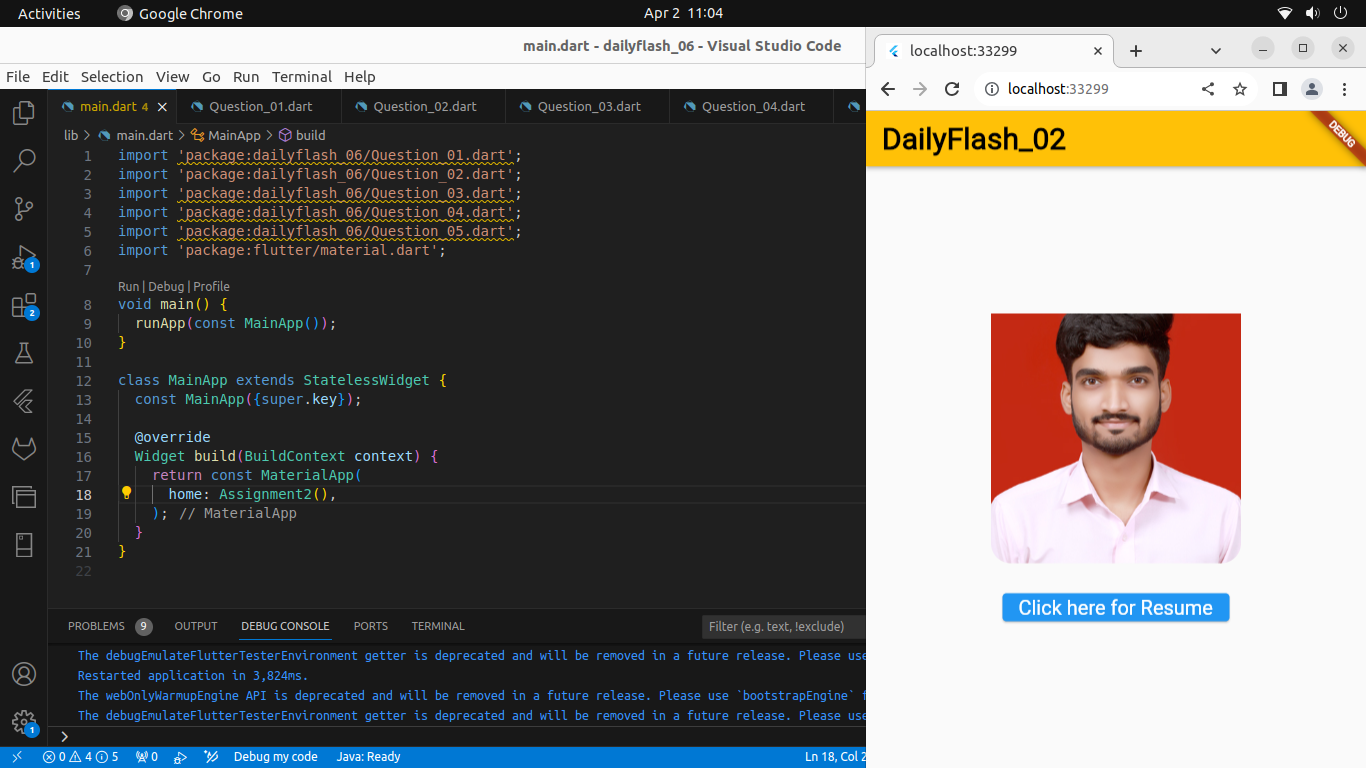 Activities
Google Chrome
Apr 2 11:04
main.dart - dailyflash_06 - Visual Studio Code
File Edit Selection View Go Run Terminal Help
main.dart 4
Question_01.dart
Question_02.dart
Question_03.dart
Question_04.dart
lib > main.dart > MainApp > build
1 import 'package:dailyflash_06/Question_01.dart';
2 import 'package:dailyflash_06/Question_02.dart';
3 import 'package:dailyflash_06/Question_03.dart';
4 import 'package:dailyflash_06/Question_04.dart';
5 import 'package:dailyflash_06/Question_05.dart';
6 import 'package:flutter/material.dart';
7
Run | Debug | Profile
8 void main() {
9 runApp(const MainApp());
10 }
11
12 class MainApp extends StatelessWidget {
13 const MainApp({super.key});
14
15 @override
16 Widget build(BuildContext context) {
17 return const MaterialApp(
18 home: Assignment2(),
19 ); // MaterialApp
20 }
21 }
22
1
2
1
PROBLEMS 9 OUTPUT DEBUG CONSOLE PORTS TERMINAL
Filter (e.g. text, !exclude)
The debugEmulateFlutterTesterEnvironment getter is deprecated and will be removed in a future release. Please use
Restarted application in 3,824ms.
The webOnlyWarmupEngine API is deprecated and will be removed in a future release. Please use `bootstrapEngine` f
The debugEmulateFlutterTesterEnvironment getter is deprecated and will be removed in a future release. Please use
>
0 4 5 0 Debug my code Java: Ready
Ln 18, Col 2
localhost:33299
localhost:33299
DailyFlash_02
DEBUG
Click here for Resume